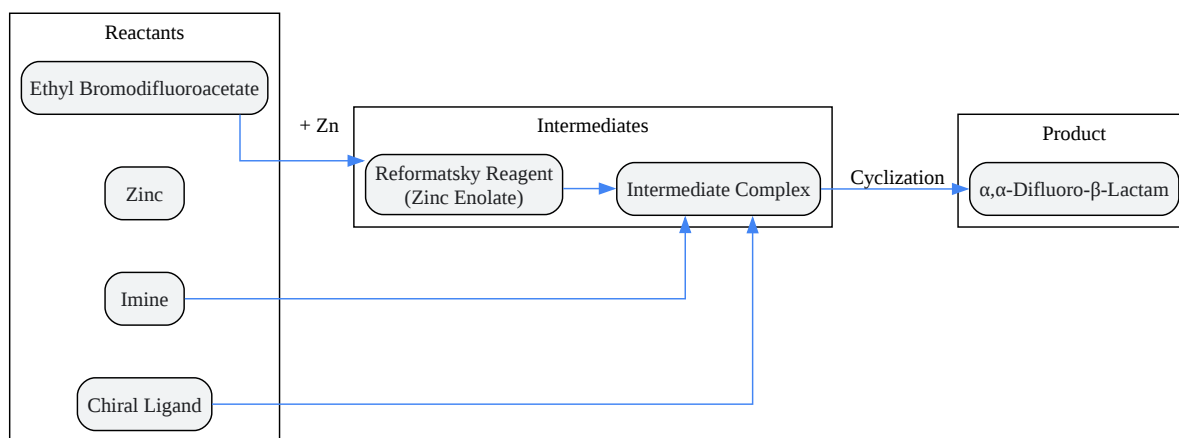 Reactants
Ethyl Bromodifluoroacetate
Zinc
Imine
Chiral Ligand
+ Zn
Intermediates
Reformatsky Reagent
(Zinc Enolate)
Intermediate Complex
Cyclization
Product
α,α-Difluoro-β-Lactam